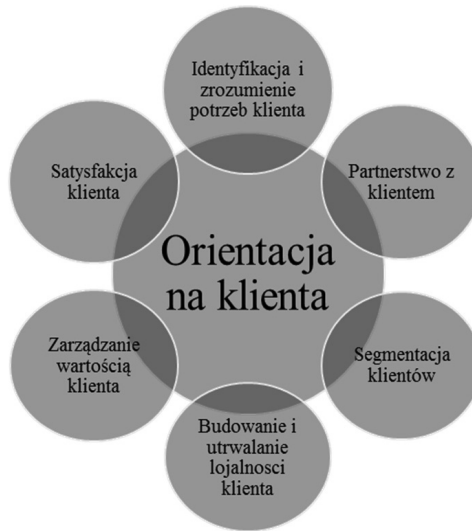 Identyfikacja i
zrozumienie
potrzeb klienta
Satysfakcja
klienta
Partnerstwo z
klientem
Orientacja
na klienta
Zarządzanie
wartością
klienta
Segmentacja
klientów
Budowanie i
utrwalanie
lojalnosci
klienta